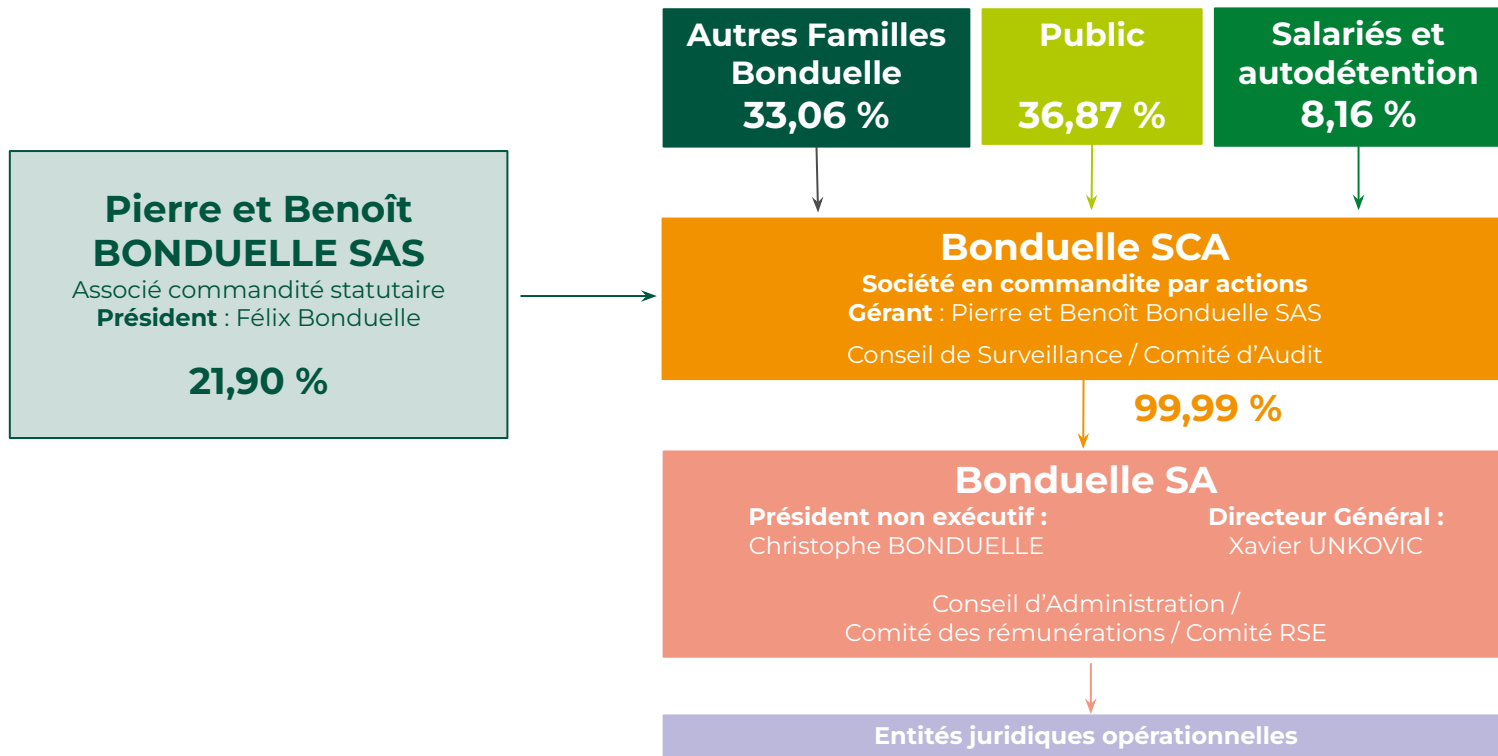 Autres Familles
Bonduelle
33,06 %
Public
36,87 %
Salariés et
autodétention
8,16 %
Pierre et Benoît
BONDUELLE SAS
Associé commandité statutaire
Président : Félix Bonduelle
21,90 %
Bonduelle SCA
Société en commandite par actions
Gérant : Pierre et Benoît Bonduelle SAS
Conseil de Surveillance / Comité d’Audit
99,99 %
Bonduelle SA
Président non exécutif :
Christophe BONDUELLE
Directeur Général :
Xavier UNKOVIC
Conseil d’Administration /
Comité des rémunérations / Comité RSE
Entités juridiques opérationnelles